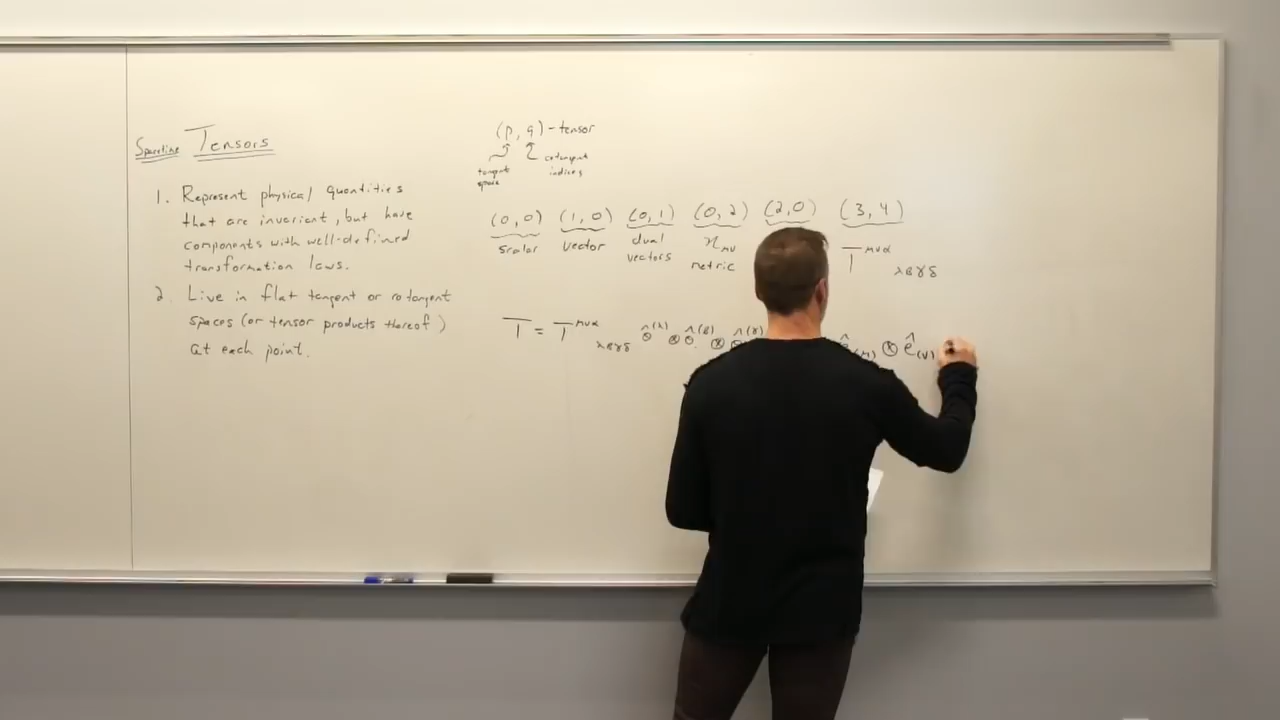 Spacetime Tensors
1. Represent physical quantities
that are invariant, but have
components with well-defined
transformation laws.
2. Live in flat tangent or cotangent
spaces (or tensor products thereof)
at each point.
(p, q) - tensor
tangent space
cotangent indices
(0, 0) (1, 0) (0, 1) (0, 2) (2, 0) (3, 4)
scalar vector dual vectors η_μν metric T^μνα_λβγδ
T = T^μνα_λβγδ θ̂^(λ) ⊗ θ̂^(β) ⊗ θ̂^(γ) ê_(μ) ⊗ ê_(ν)